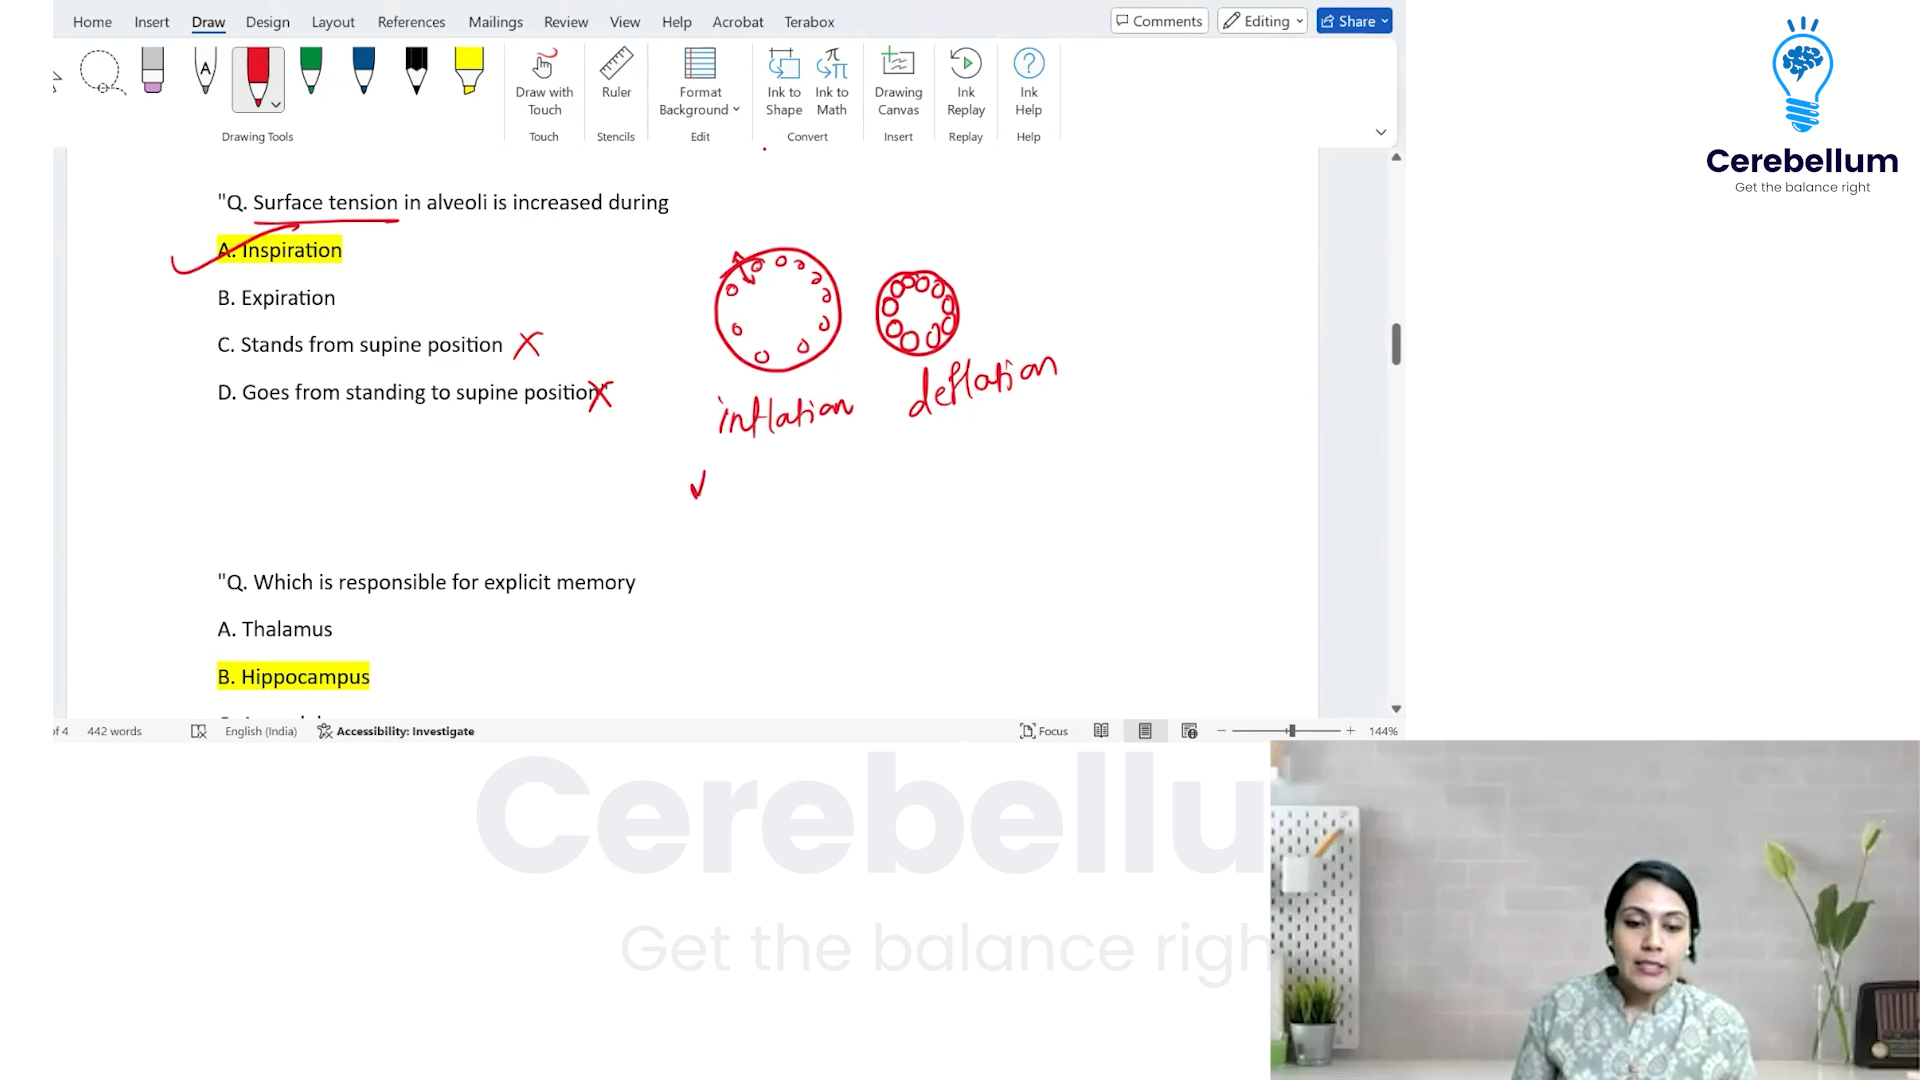 Home Insert Draw Design Layout References Mailings Review View Help Acrobat Terabox Comments Editing Share
A
Draw with Touch Ruler Format Background Ink to Shape Ink to Math Drawing Canvas Ink Replay Ink Help
Drawing Tools Touch Stencils Edit Convert Insert Replay Help
Cerebellum
Get the balance right
"Q. Surface tension in alveoli is increased during
A. Inspiration
B. Expiration
C. Stands from supine position
D. Goes from standing to supine position"
inflation
deflation
"Q. Which is responsible for explicit memory
A. Thalamus
B. Hippocampus
of 4 442 words English (India) Accessibility: Investigate Focus 144%
Cerebellu
Get the balance righ